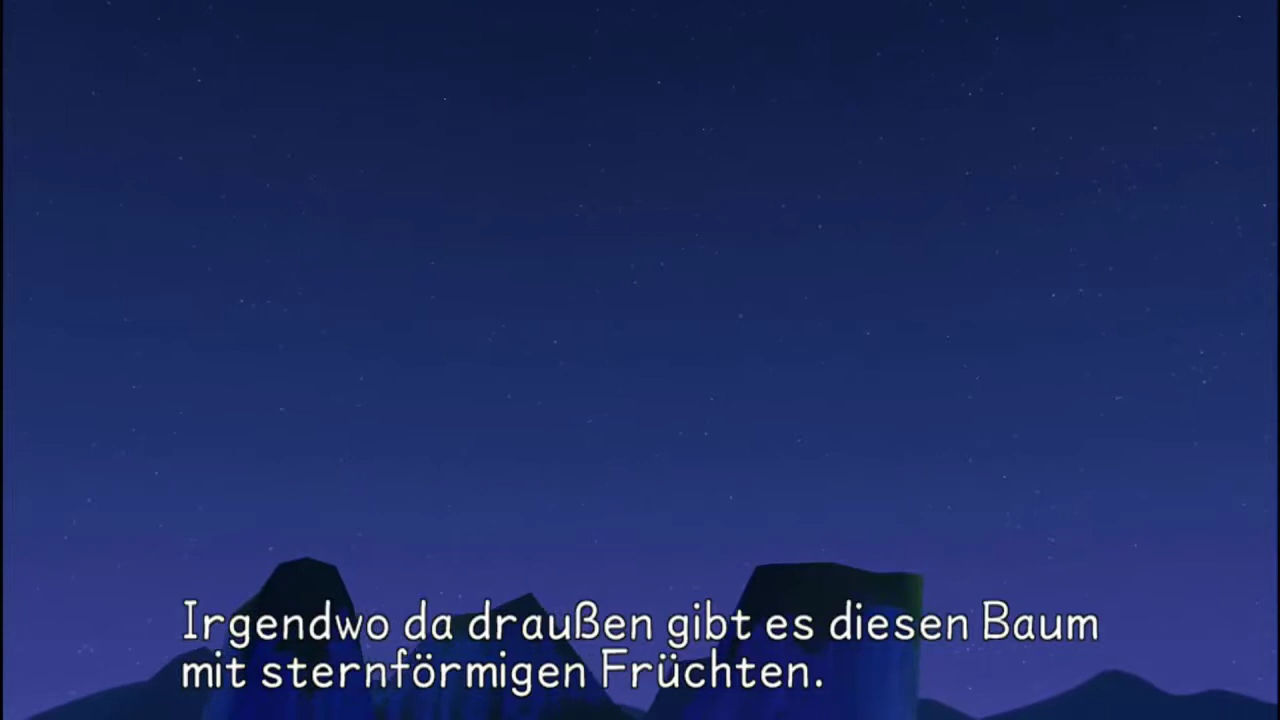 Irgendwo da draußen gibt es diesen Baum
mit sternförmigen Früchten.